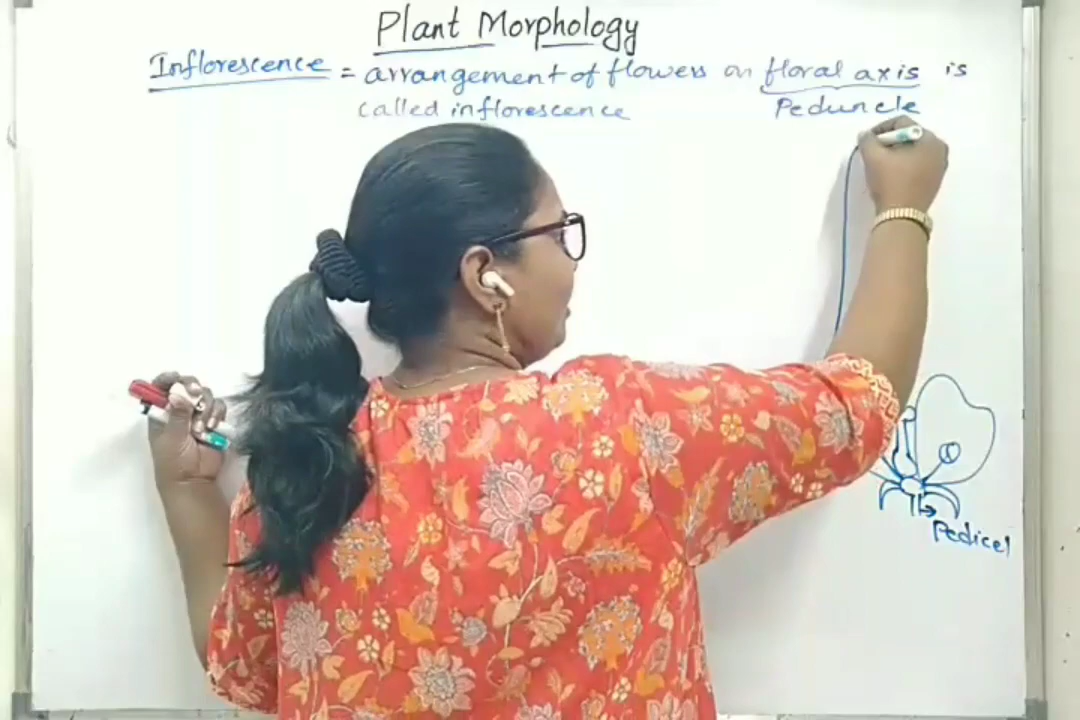 Plant Morphology
Inflorescence = arrangement of flowers on floral axis is
called inflorescence Peduncle
Pedicel